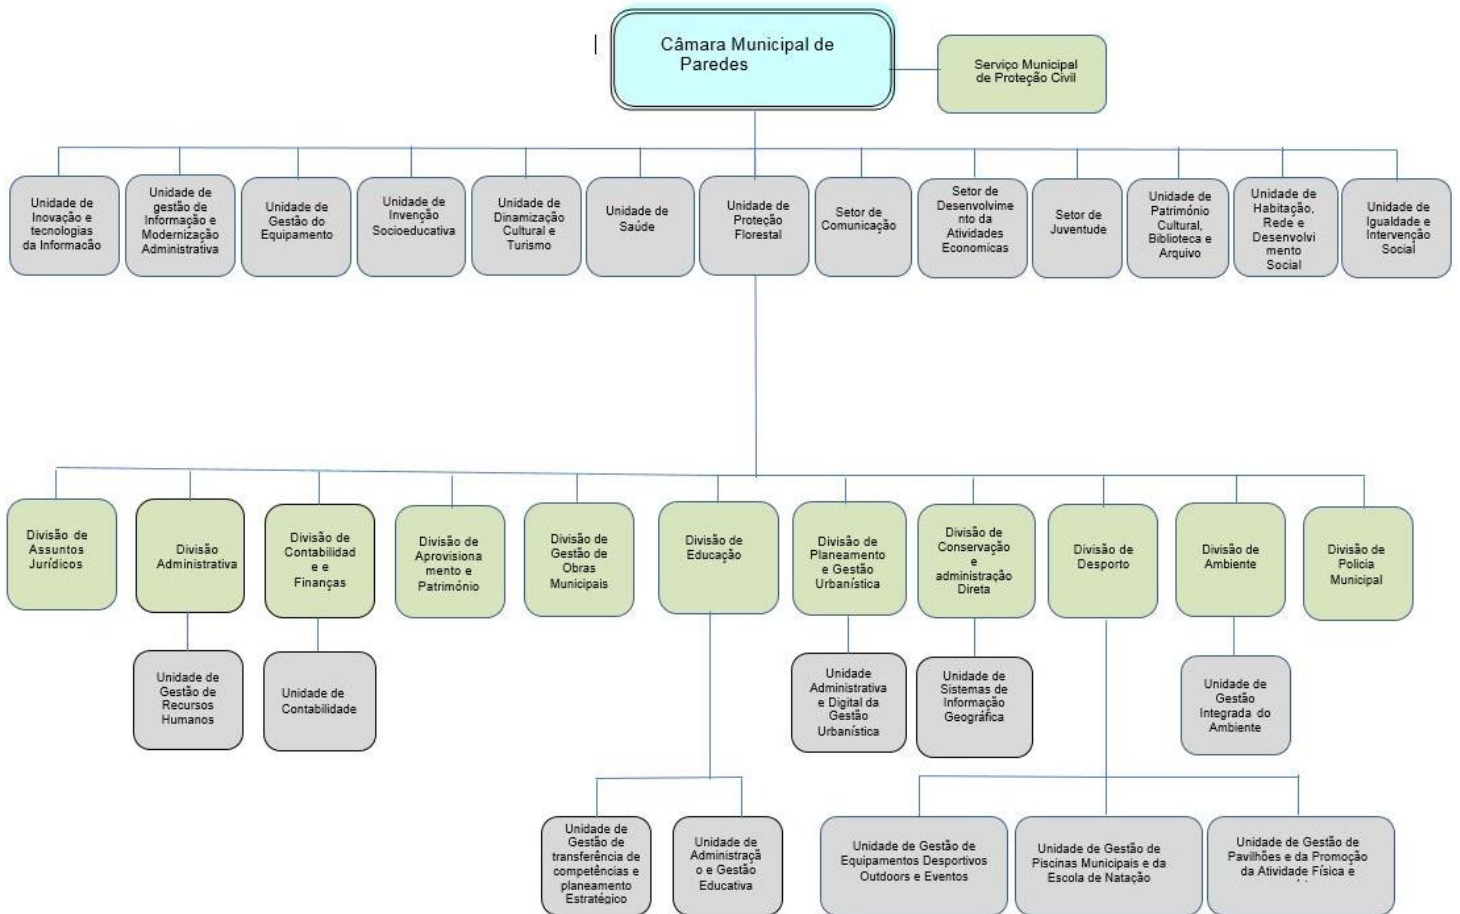 Câmara Municipal de
Paredes
Serviço Municipal
de Proteção Civil
Unidade de
Inovação e
tecnologias
da Informacão
Unidade de
gestão de
Informação e
Modernização
Administrativa
Unidade de
Gestão do
Equipamento
Unidade de
Invenção
Socioeducativa
Unidade de
Dinamização
Cultural e
Turismo
Unidade de
Saúde
Unidade de
Proteção
Florestal
Setor de
Comunicação
Setor de
Desenvolvime
nto da
Atividades
Economicas
Setor de
Juventude
Unidade de
Património
Cultural,
Biblioteca e
Arquivo
Unidade de
Habitação,
Rede e
Desenvolvi
mento
Social
Unidade de
Igualdade e
Intervenção
Social
Divisão de
Assuntos
Jurídicos
Divisão
Administrativa
Divisão de
Contabilidad
e e
Finanças
Divisão de
Aprovisiona
mento e
Património
Divisão de
Gestão de
Obras
Municipais
Divisão de
Educação
Divisão de
Planeamento
e Gestão
Urbanística
Divisão de
Conservação
e
administração
Direta
Divisão de
Desporto
Divisão de
Ambiente
Divisão de
Policia
Municipal
Unidade de
Gestão de
Recursos
Humanos
Unidade de
Contabilidade
Unidade
Administrativa
e Digital da
Gestão
Urbanística
Unidade de
Sistemas de
Informação
Geográfica
Unidade de
Gestão
Integrada do
Ambiente
Unidade de
Gestão de
transferência de
competências e
planeamento
Estratégico
Unidade de
Administraçã
o e Gestão
Educativa
Unidade de Gestão de
Equipamentos Desportivos
Outdoors e Eventos
Unidade de Gestão de
Piscinas Municipais e da
Escola de Natação
Unidade de Gestão de
Pavilhões e da Promoção
da Atividade Física e